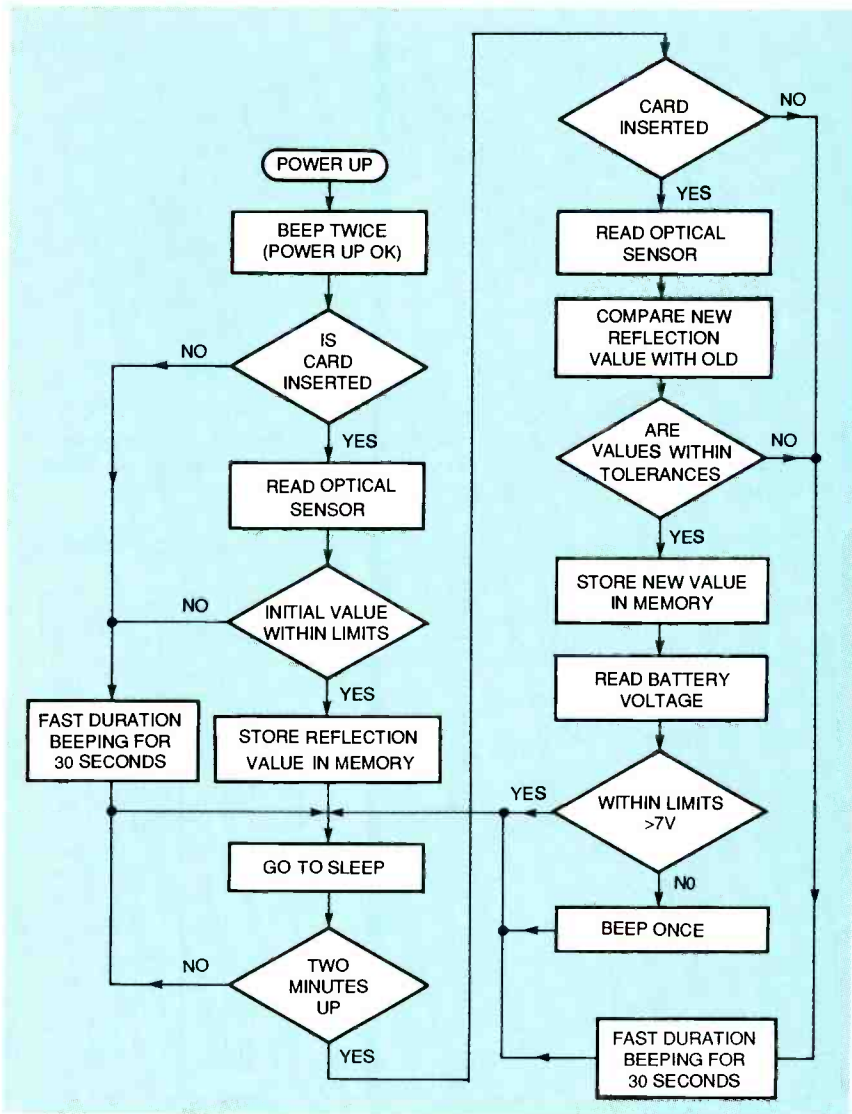 POWER UP
BEEP TWICE
(POWER UP OK)
IS
CARD
INSERTED
NO
YES
READ OPTICAL
SENSOR
INITIAL VALUE
WITHIN LIMITS
NO
YES
FAST DURATION
BEEPING FOR
30 SECONDS
STORE REFLECTION
VALUE IN MEMORY
GO TO SLEEP
TWO
MINUTES
UP
NO
YES
CARD
INSERTED
NO
YES
READ OPTICAL
SENSOR
COMPARE NEW
REFLECTION
VALUE WITH OLD
ARE
VALUES WITHIN
TOLERANCES
NO
YES
STORE NEW VALUE
IN MEMORY
READ BATTERY
VOLTAGE
WITHIN LIMITS
>7V
YES
NO
BEEP ONCE
FAST DURATION
BEEPING FOR
30 SECONDS